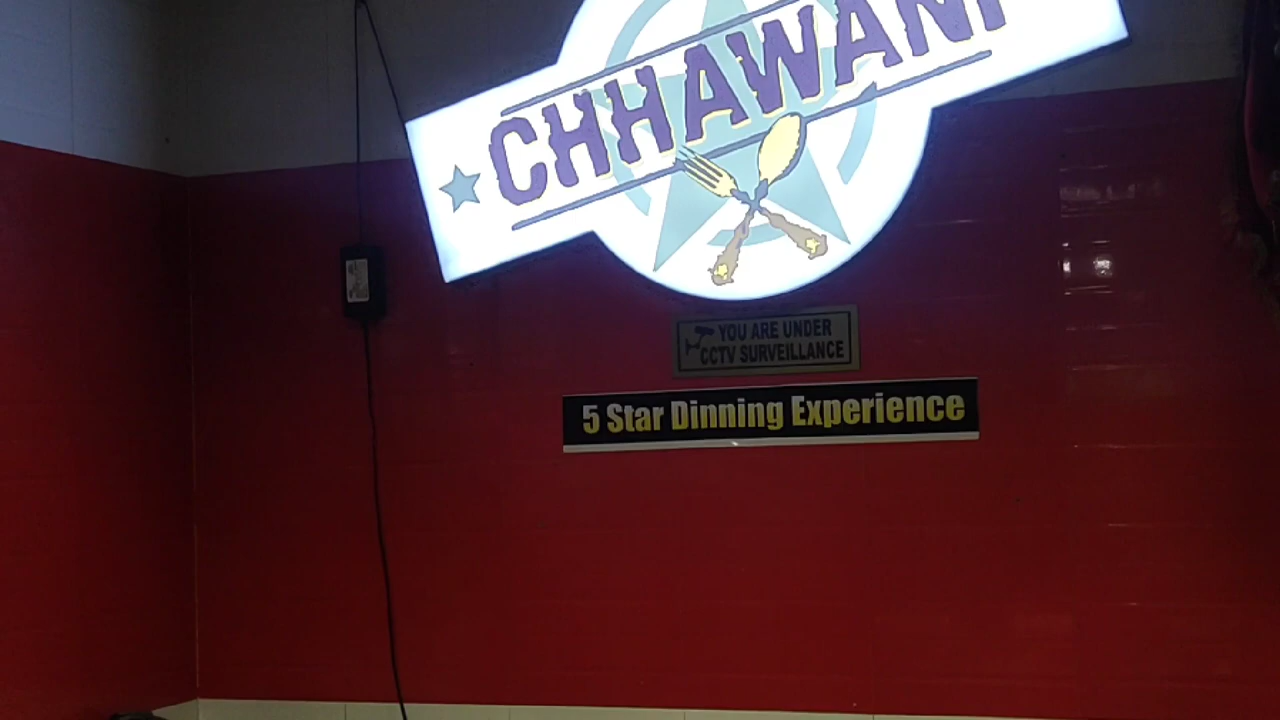 CHHAWANI
YOU ARE UNDER
CCTV SURVEILLANCE
5 Star Dinning Experience